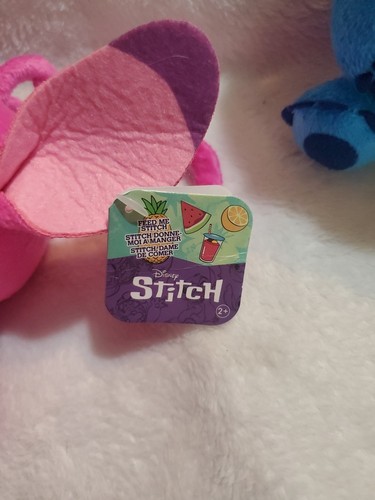 FEED ME
STITCH
STITCH DONNE-
MOI À MANGER
STITCH/DAME
DE COMER
Disney
STITCH
2+